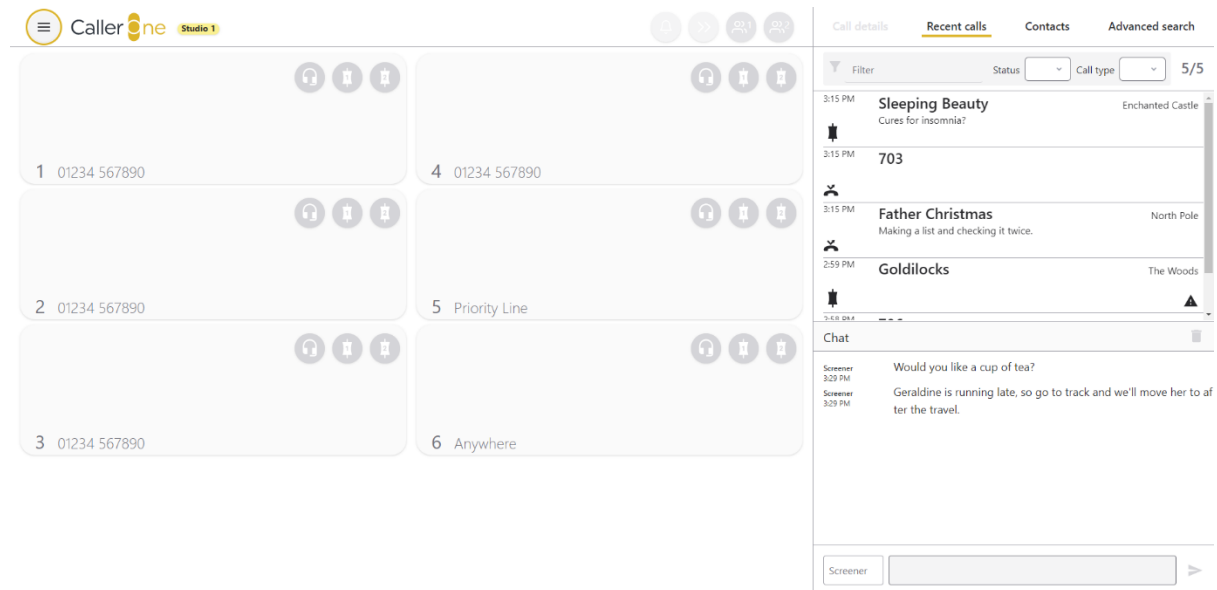 Caller One Studio 1
1 2
Call details Recent calls Contacts Advanced search
1 01234 567890
4 01234 567890
2 01234 567890
5 Priority Line
3 01234 567890
6 Anywhere
Filter Status Call type 5/5
3:15 PM Sleeping Beauty Enchanted Castle
Cures for insomnia?
3:15 PM 703
3:15 PM Father Christmas North Pole
Making a list and checking it twice.
2:59 PM Goldilocks The Woods
Chat
Screener Would you like a cup of tea?
3:29 PM
Screener Geraldine is running late, so go to track and we'll move her to af
3:29 PM ter the travel.
Screener